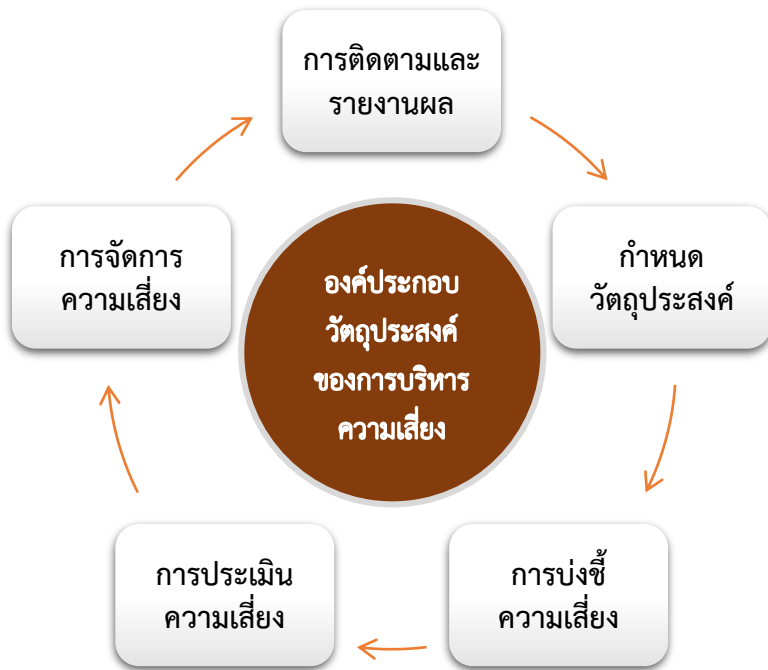 การติดตามและ
รายงานผล
การจัดการ
ความเสี่ยง
องค์ประกอบ
วัตถุประสงค์
ของการบริหาร
ความเสี่ยง
กำหนด
วัตถุประสงค์
การประเมิน
ความเสี่ยง
การบ่งชี้
ความเสี่ยง